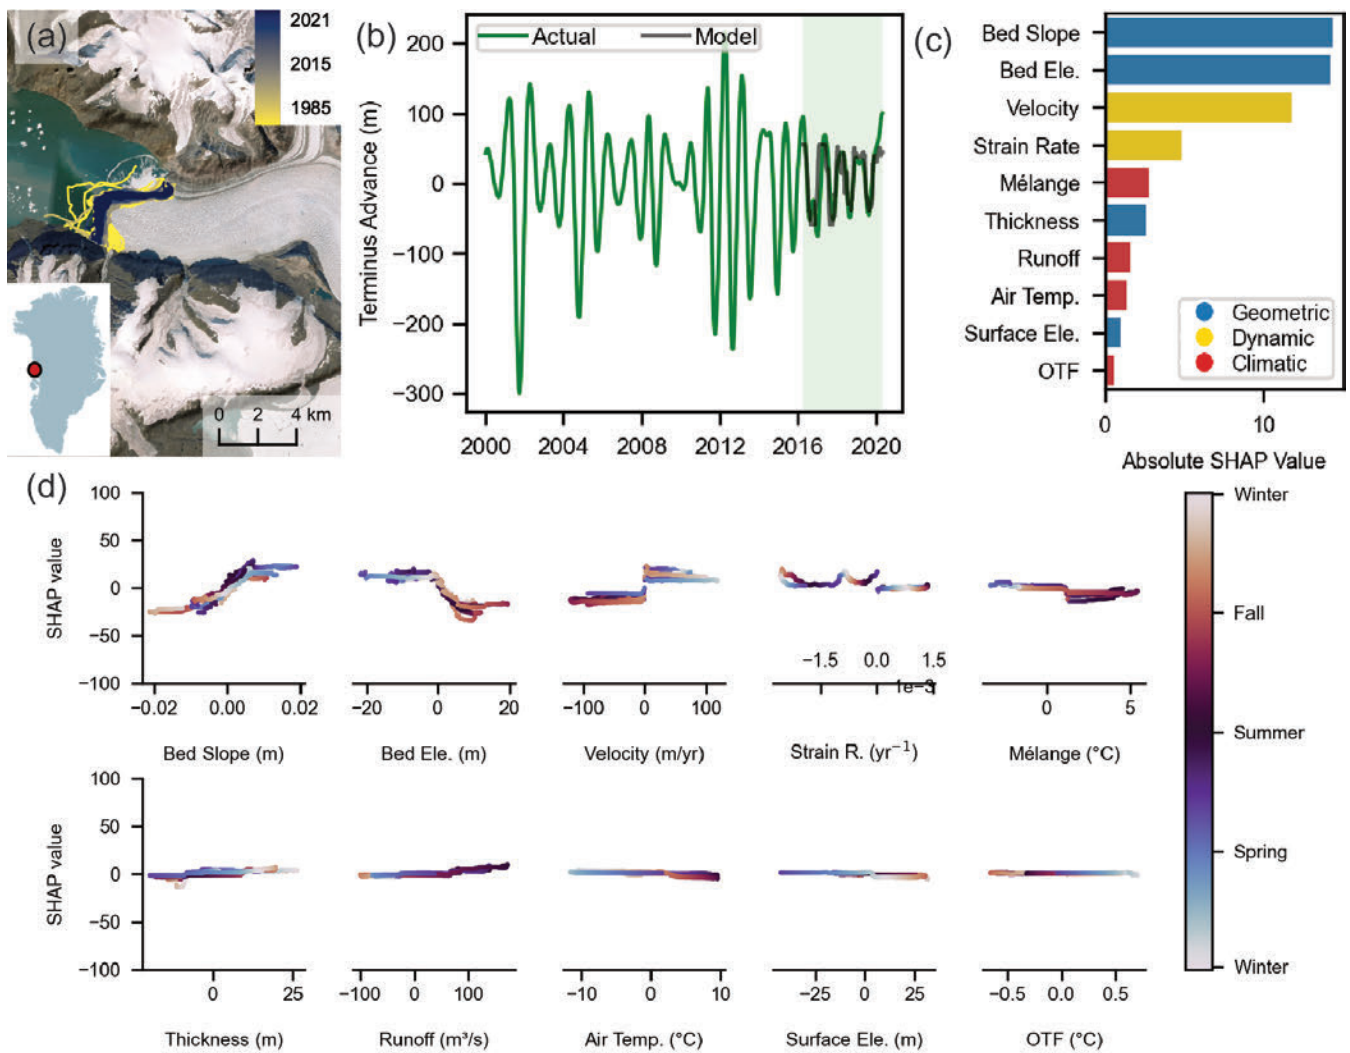 (a)
2021
2015
1985
0 2 4 km
(b)
Actual
Model
Terminus Advance (m)
200
100
0
−100
−200
−300
2000 2004 2008 2012 2016 2020
(c)
Bed Slope
Bed Ele.
Velocity
Strain Rate
Mélange
Thickness
Runoff
Air Temp.
Surface Ele.
OTF
Geometric
Dynamic
Climatic
0 10
Absolute SHAP Value
(d)
SHAP value
100
50
0
−50
−100
−0.02 0.00 0.02
Bed Slope (m)
0 20
Bed Ele. (m)
−100 0 100
Velocity (m/yr)
−1.5 0.0 1.5
1e−3
Strain R. (yr⁻¹)
0 5
Mélange (°C)
SHAP value
100
50
0
−50
−100
0 25
Thickness (m)
−100 0 100
Runoff (m³/s)
−10 0 10
Air Temp. (°C)
−25 0 25
Surface Ele. (m)
−0.5 0.0 0.5
OTF (°C)
Winter
Fall
Summer
Spring
Winter